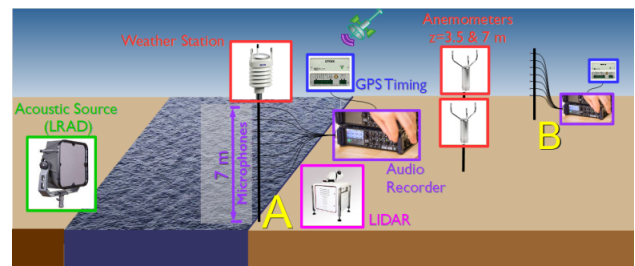 Anemometers
z=3.5 & 7 m
Weather Station
GPS Timing
Acoustic Source
(LRAD)
7 m
Microphones
A
B
Audio
Recorder
LIDAR